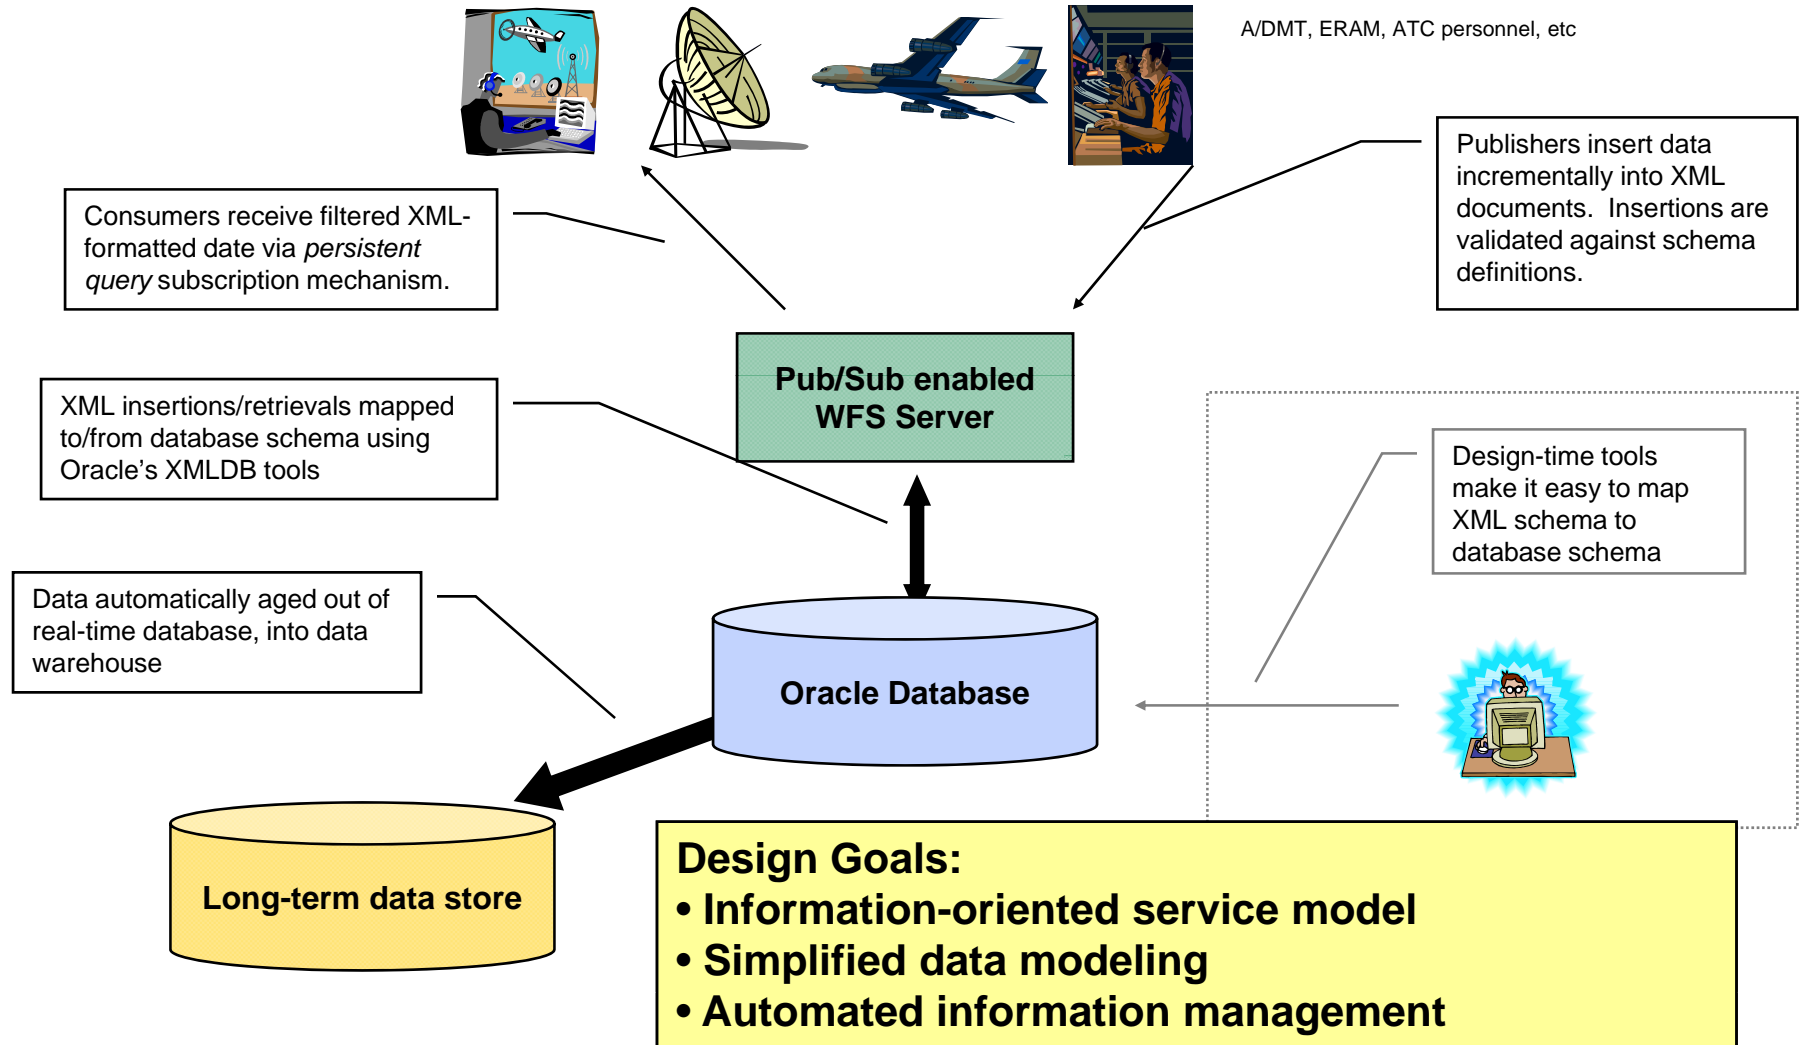 A/DMT, ERAM, ATC personnel, etc
Publishers insert data
incrementally into XML
documents.  Insertions are
validated against schema
definitions.
Consumers receive filtered XML-
formatted date via persistent
query subscription mechanism.
Pub/Sub enabled
WFS Server
XML insertions/retrievals mapped
to/from database schema using
Oracle’s XMLDB tools
Design-time tools
make it easy to map
XML schema to
database schema
Data automatically aged out of
real-time database, into data
warehouse
Oracle Database
Long-term data store
Design Goals:
• Information-oriented service model
• Simplified data modeling
• Automated information management